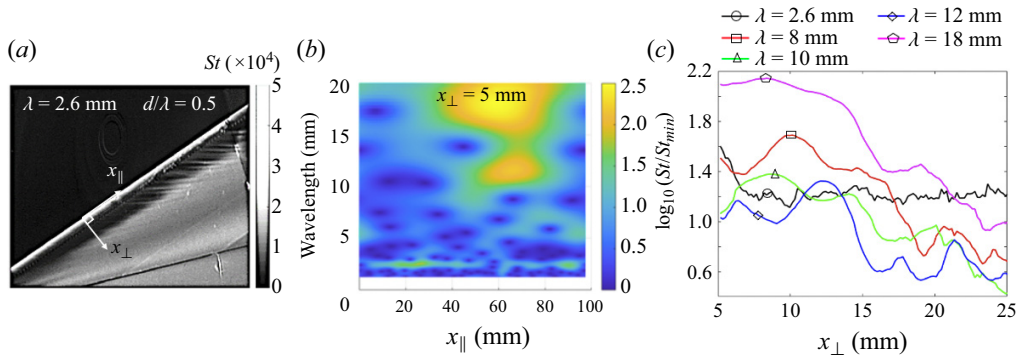 (a)
St (×10⁴)
λ = 2.6 mm
d/λ = 0.5
x∥
x⊥
5
4
3
2
1
0
(b)
x⊥ = 5 mm
Wavelength (mm)
20
15
10
5
0
0
20
40
60
80
100
x∥ (mm)
2.5
2.0
1.5
1.0
0.5
0
(c)
λ = 2.6 mm
λ = 8 mm
λ = 10 mm
λ = 12 mm
λ = 18 mm
log₁₀ (St/Stₘᵢₙ)
2.2
1.8
1.4
1.0
0.6
5
10
15
20
25
x⊥ (mm)